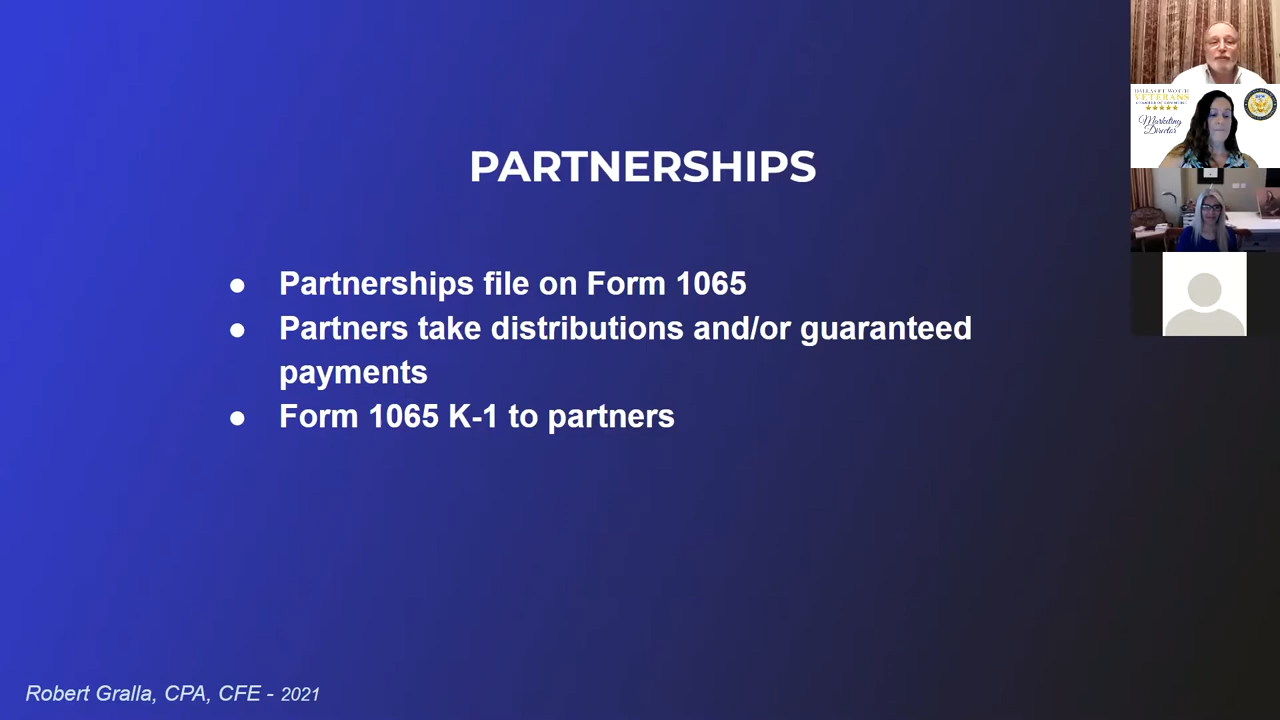 PARTNERSHIPS
● Partnerships file on Form 1065
● Partners take distributions and/or guaranteed
payments
● Form 1065 K-1 to partners
Robert Gralla, CPA, CFE - 2021
VETERANS
Marketing
Director